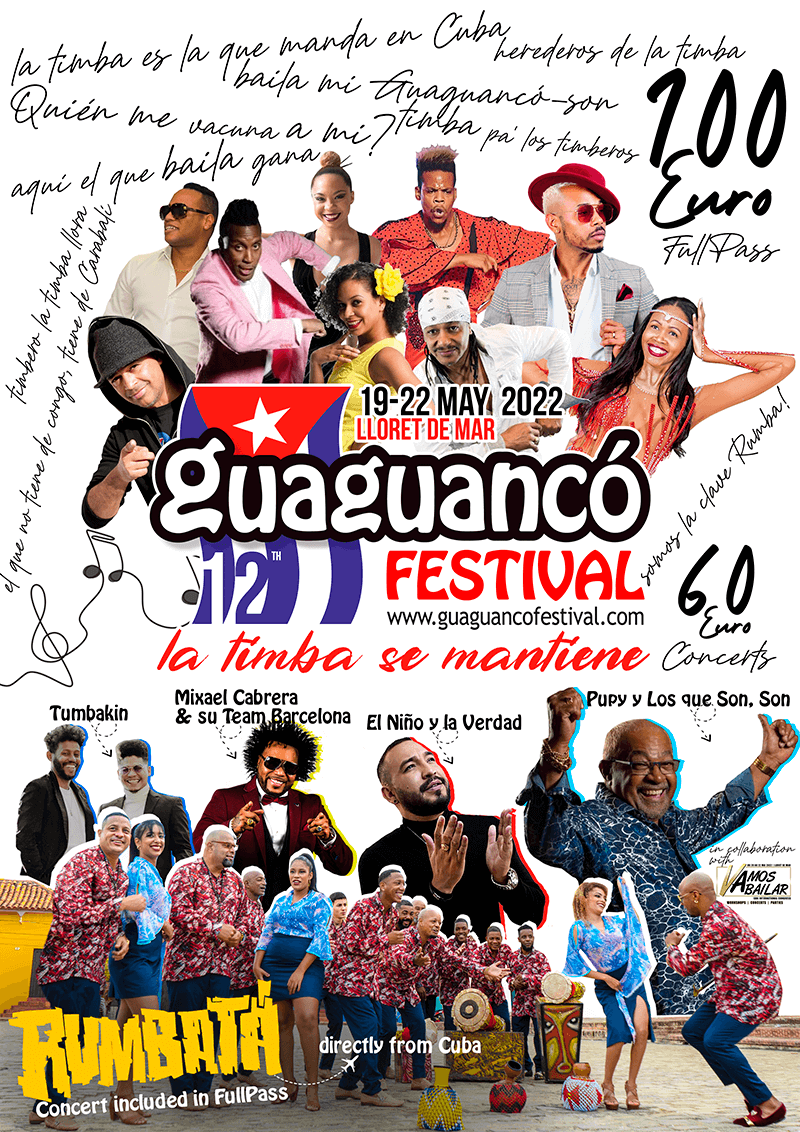 la timba es la que manda en Cuba
herederos de la timba
baila mi Guaguancó-son
Quién me vacuna a mi?
timba pa' los timberos
aquí el que baila gana
100
Euro
FullPass
timbero la timba llora
el que no tiene de congo, tiene de Carabalí
19-22 MAY 2022
LLORET DE MAR
guaguancó
12TH
FESTIVAL
www.guaguancofestival.com
la timba se mantiene
somos la clave Rumba!
60
Euro
Concerts
Tumbakin
Mixael Cabrera
& su Team Barcelona
El Niño y la Verdad
Pupy y Los que Son, Son
in collaboration
with
VAMOS
A BAILAR
WORKSHOPS | CONCERTS | PARTIES
RUMBATÁ
directly from Cuba
Concert included in FullPass